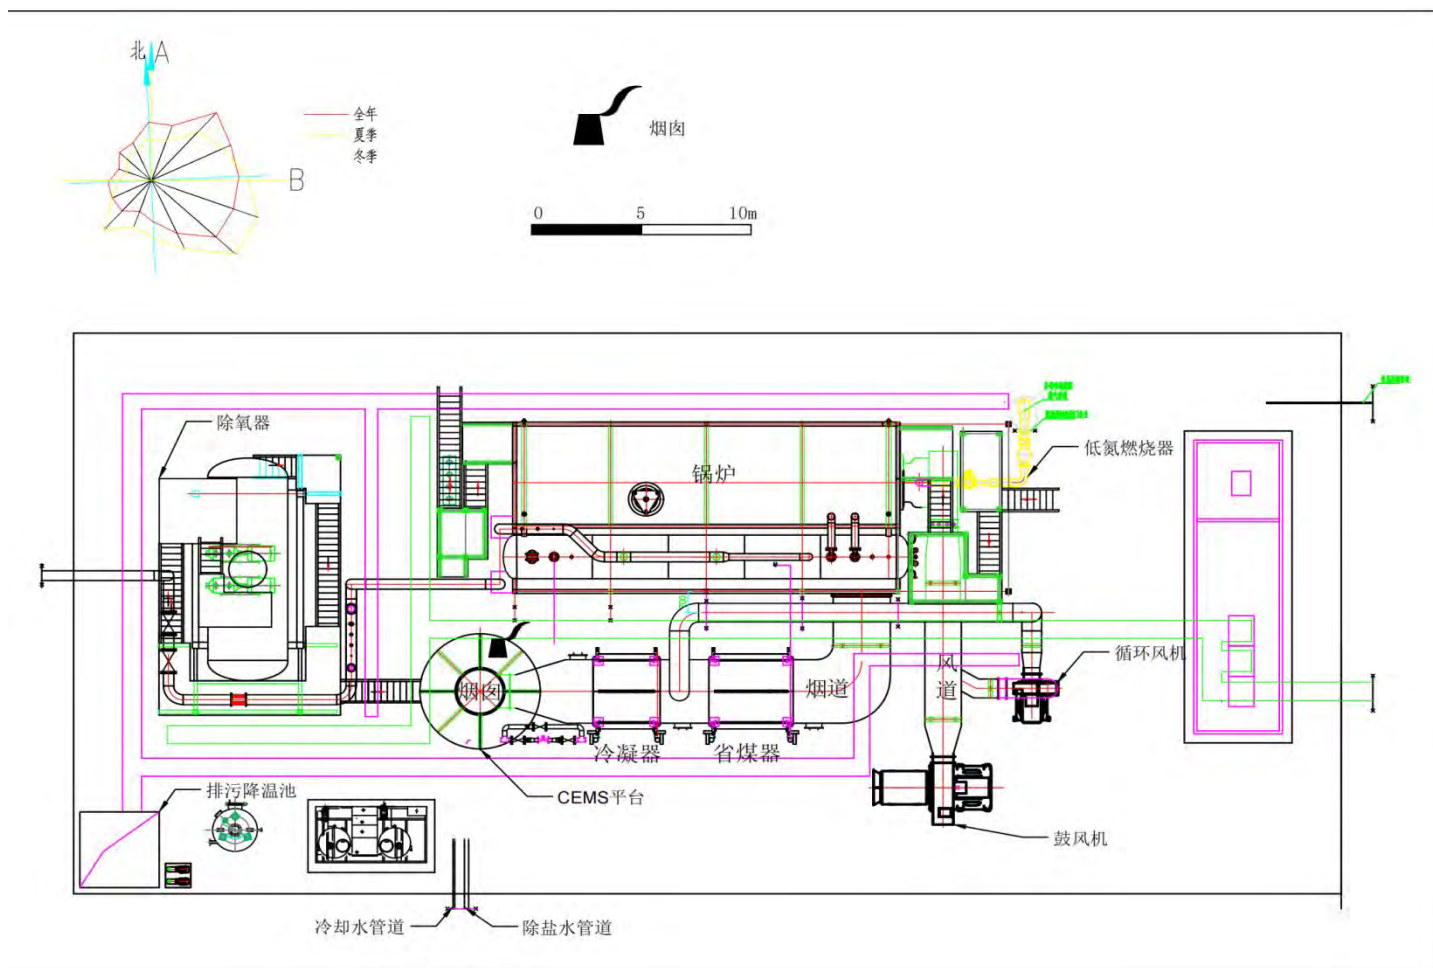 北 A
全年
夏季
冬季
B
烟囱
0 5 10m
除氧器
锅炉
低氮燃烧器
循环风机
风道
烟道
烟囱
冷凝器
省煤器
CEMS平台
排污降温池
鼓风机
冷却水管道
除盐水管道